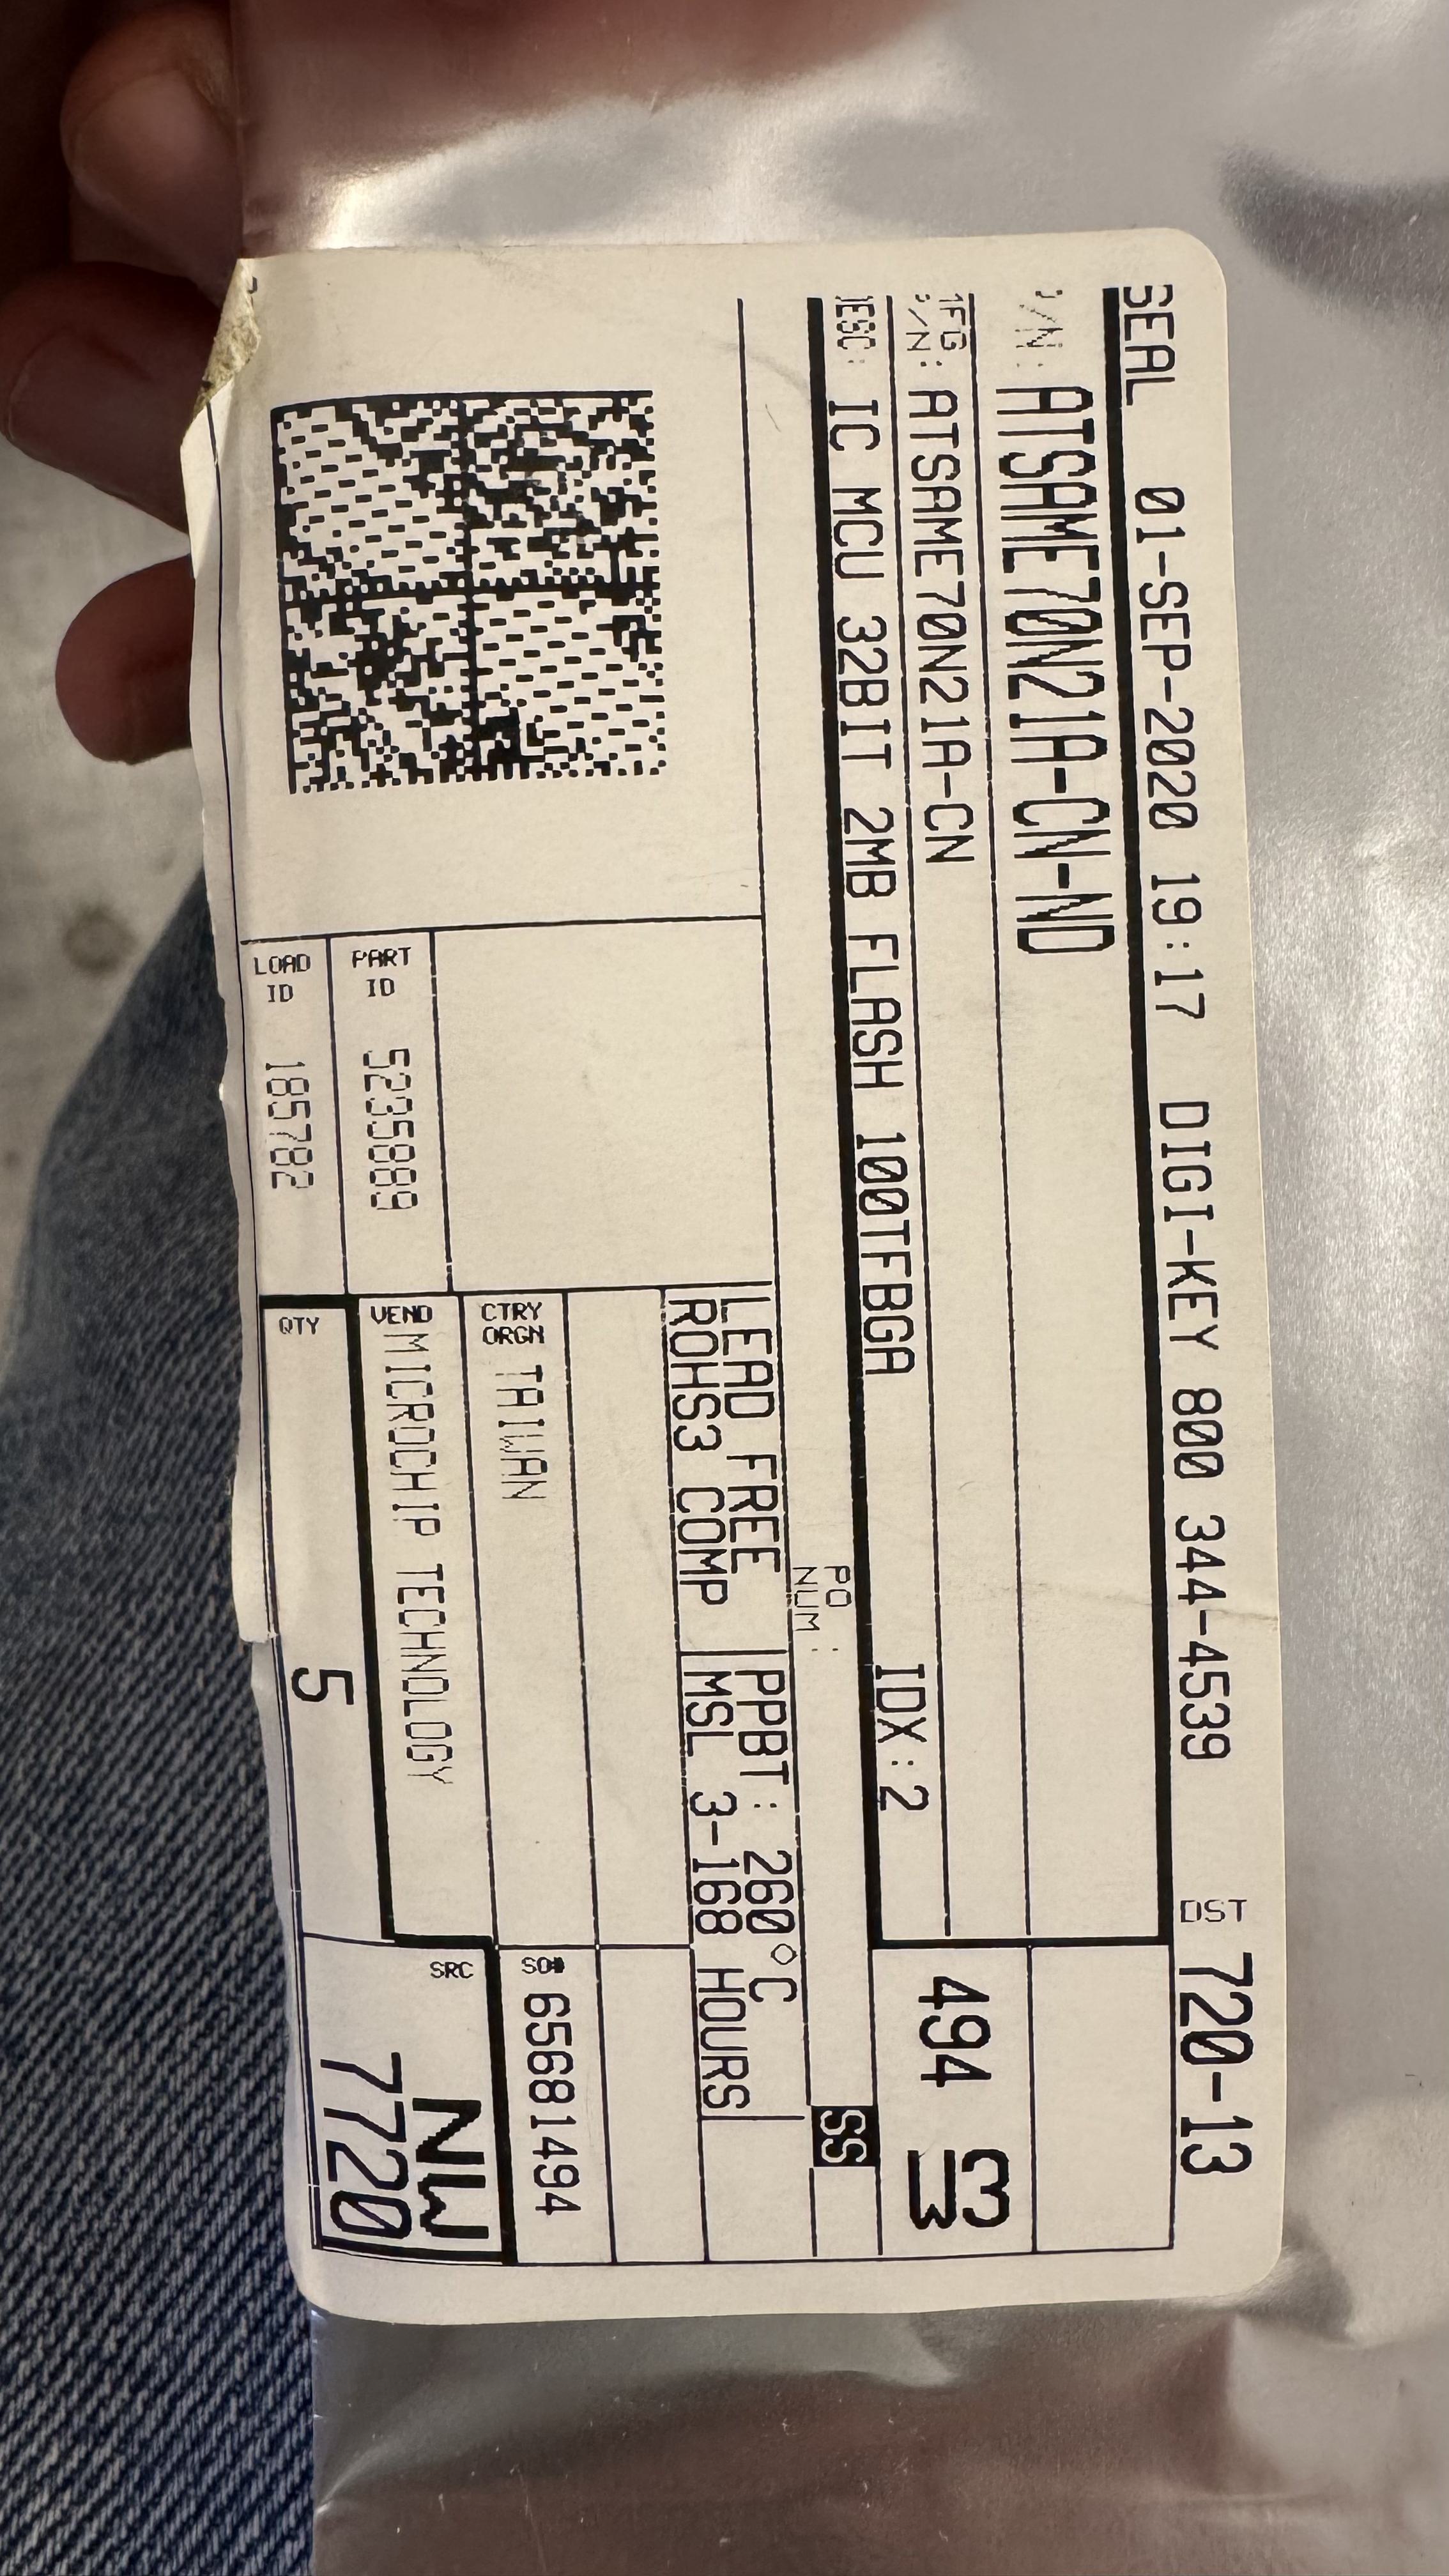 SEAL 01-SEP-2020 19:17 DIGI-KEY 800 344-4539 DST 720-13
P/N: ATSAME70N21A-CN-ND
MFG P/N: ATSAME70N21A-CN
494 3 W
DESC: IC MCU 32BIT 2MB FLASH 100TFBGA IDX:2
PO NUM: SS
LEAD FREE PPBT: 260°C
ROHS3 COMP MSL 3-168 HOURS
CTRY ORGN TAIWAN SO# 65681494
PART ID 5235889
VEND MICROCHIP TECHNOLOGY
LOAD ID 185782
QTY 5
SRC NW
7720